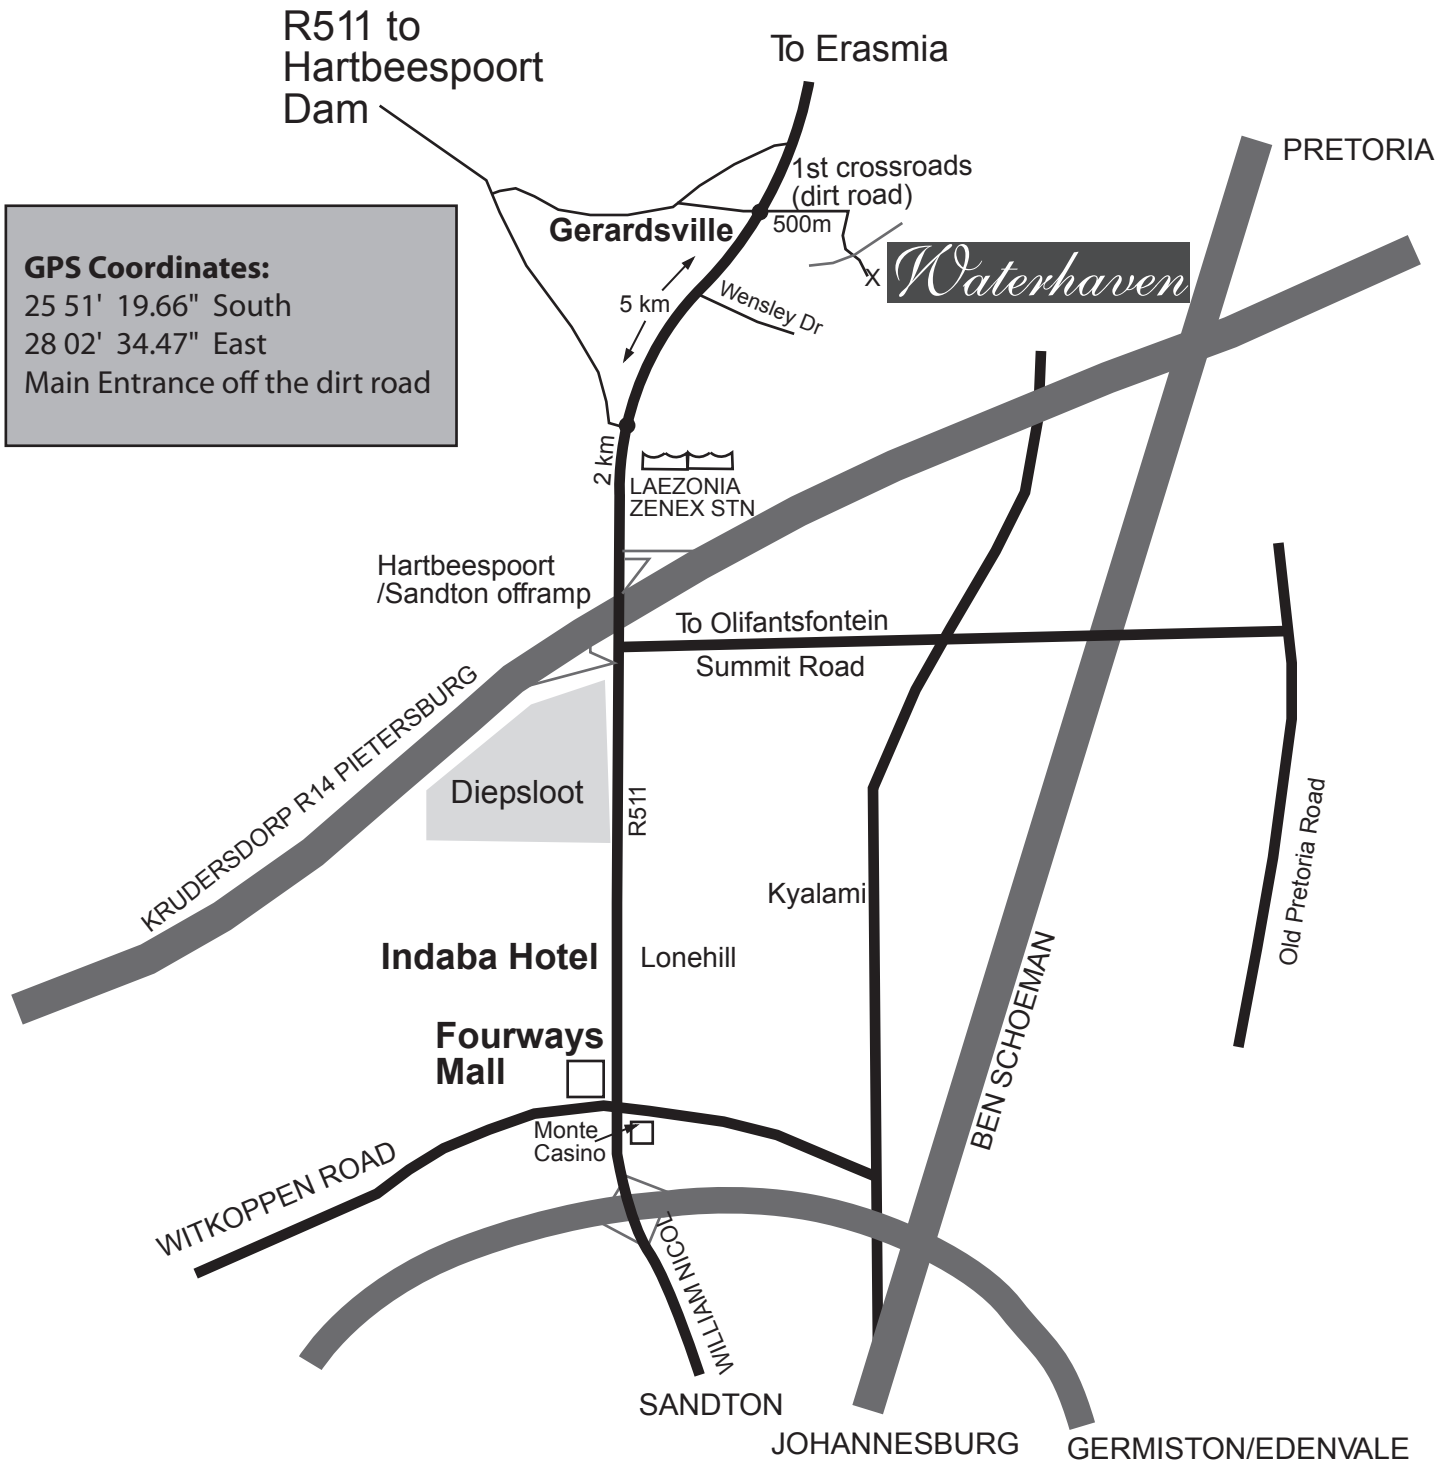 R511 to
Hartbeespoort
Dam
To Erasmia
PRETORIA
1st crossroads
(dirt road)
500m
Gerardsville
Waterhaven
X
GPS Coordinates:
25 51' 19.66" South
28 02' 34.47" East
Main Entrance off the dirt road
5 km
Wensley Dr
2 km
LAEZONIA
ZENEX STN
Hartbeespoort
/Sandton offramp
To Olifantsfontein
Summit Road
KRUDERSDORP R14 PIETERSBURG
Diepsloot
R511
Old Pretoria Road
Kyalami
Indaba Hotel
Lonehill
BEN SCHOEMAN
Fourways
Mall
Monte
Casino
WITKOPPEN ROAD
WILLIAM NICOL
SANDTON
JOHANNESBURG
GERMISTON/EDENVALE